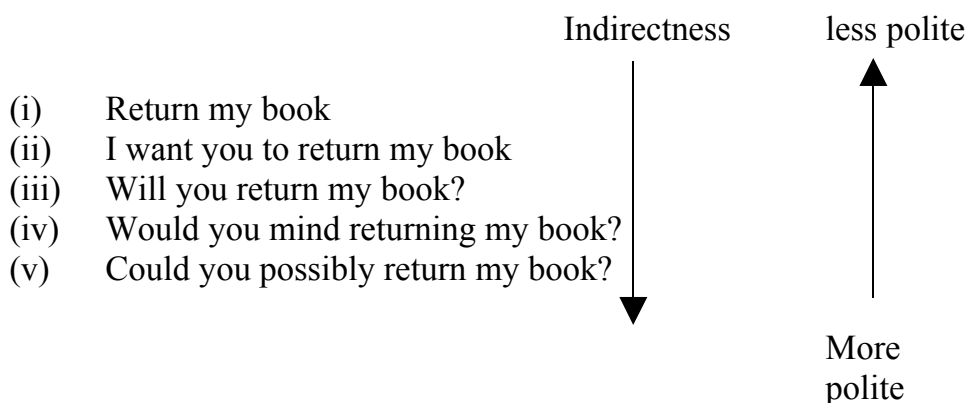 Indirectness less polite
(i) Return my book
(ii) I want you to return my book
(iii) Will you return my book?
(iv) Would you mind returning my book?
(v) Could you possibly return my book?
More
polite